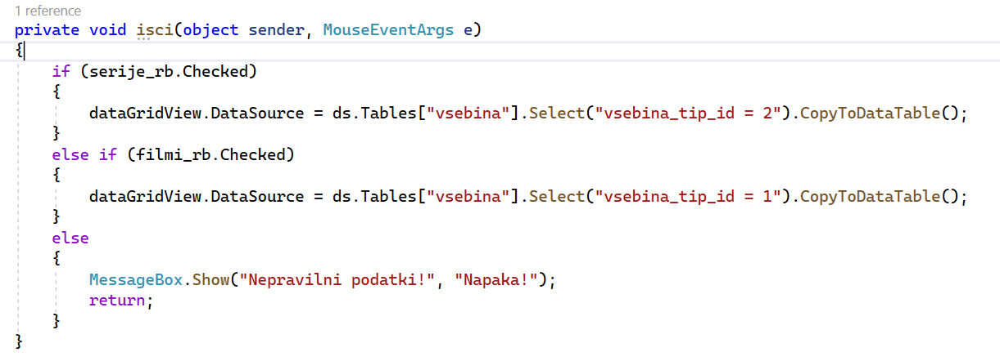 1 reference
private void isci(object sender, MouseEventArgs e)
{
if (serije_rb.Checked)
{
dataGridView.DataSource = ds.Tables["vsebina"].Select("vsebina_tip_id = 2").CopyToDataTable();
}
else if (filmi_rb.Checked)
{
dataGridView.DataSource = ds.Tables["vsebina"].Select("vsebina_tip_id = 1").CopyToDataTable();
}
else
{
MessageBox.Show("Nepravilni podatki!", "Napaka!");
return;
}
}